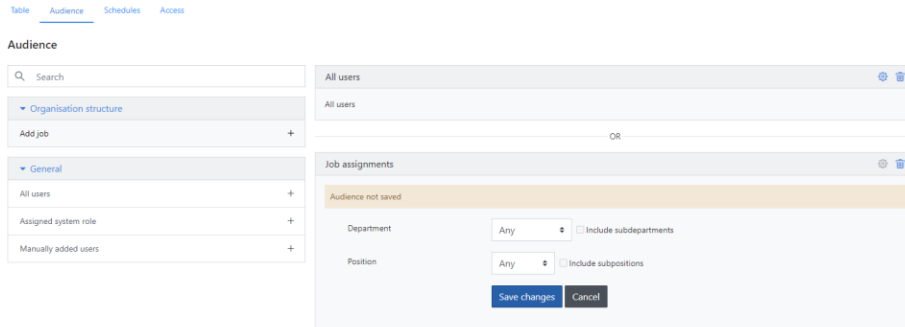 Table Audience Schedules Access
Audience
Search
Organisation structure
Add job
General
All users
Assigned system role
Manually added users
All users
All users
OR
Job assignments
Audience not saved
Department Any Include subdepartments
Position Any Include subpositions
Save changes Cancel